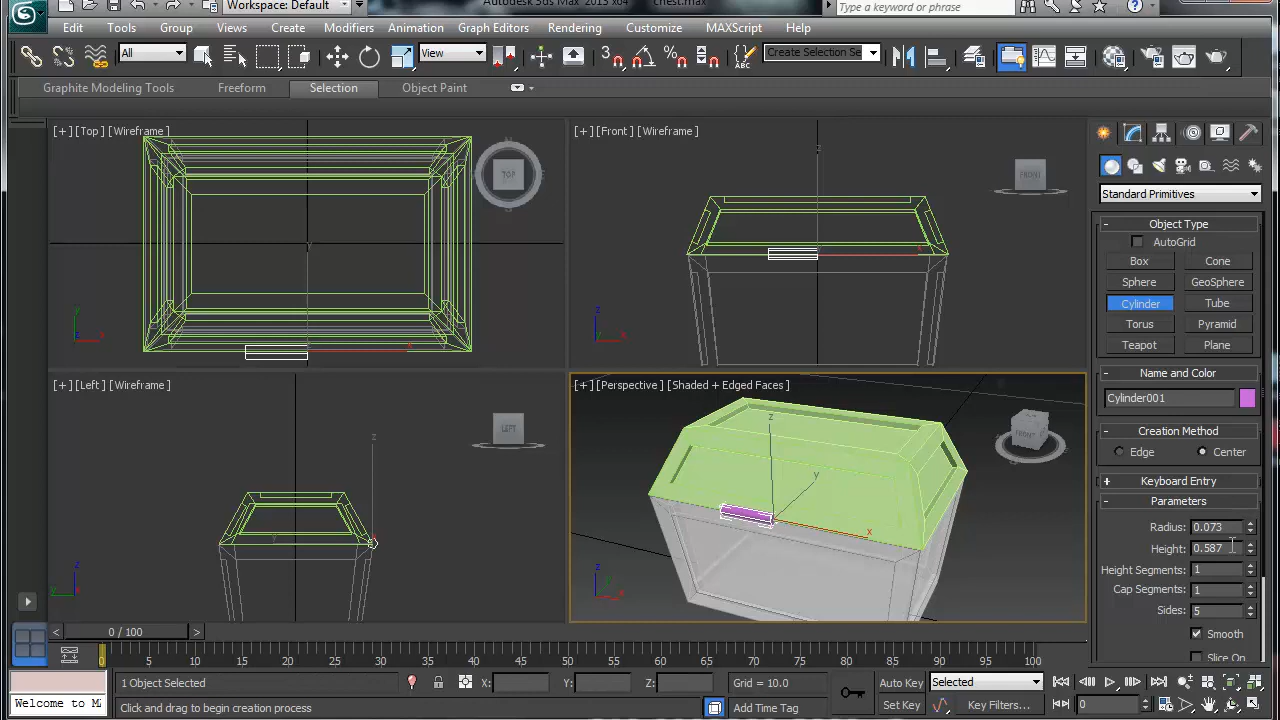 Workspace: Default
Autodesk 3ds Max 2013 x64
chest.max
Type a keyword or phrase
Edit Tools Group Views Create Modifiers Animation Graph Editors Rendering Customize MAXScript Help
All
View
Create Selection Se
Graphite Modeling Tools Freeform Selection Object Paint
[+] [Top] [Wireframe]
TOP
[+] [Front] [Wireframe]
FRONT
[+] [Left] [Wireframe]
LEFT
[+] [Perspective] [Shaded + Edged Faces]
FRONT
Standard Primitives
- Object Type
AutoGrid
Box Cone
Sphere GeoSphere
Cylinder Tube
Torus Pyramid
Teapot Plane
- Name and Color
Cylinder001
- Creation Method
Edge Center
+ Keyboard Entry
- Parameters
Radius: 0.073
Height: 0.587
Height Segments: 1
Cap Segments: 1
Sides: 5
Smooth
Slice On
< 0 / 100 >
0 5 10 15 20 25 30 35 40 45 50 55 60 65 70 75 80 85 90 95 100
1 Object Selected
X: Y: Z:
Grid = 10.0
Auto Key Selected
Welcome to M
Click and drag to begin creation process
Add Time Tag
Set Key Key Filters...
0